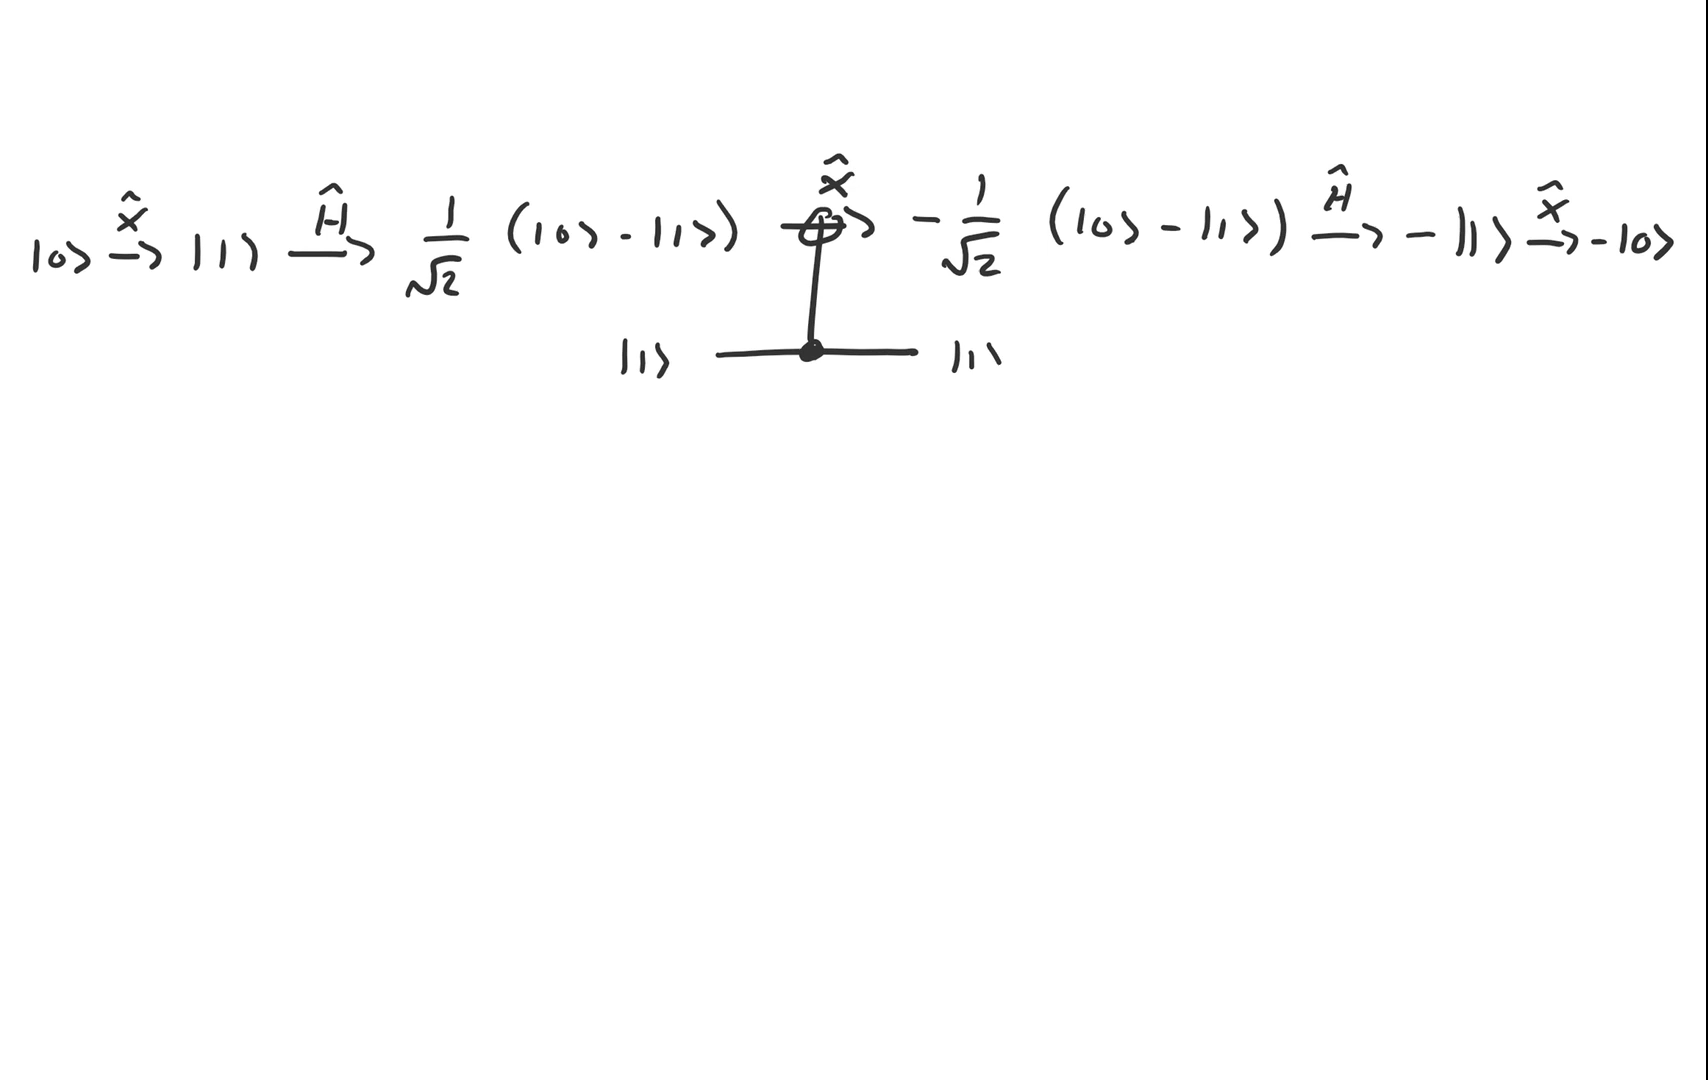 |0> X̂→ |1> Ĥ→ 1/√2 (|0> - |1>) X̂→ - 1/√2 (|0> - |1>) Ĥ→ - |1> X̂→ - |0>
|1> |1>